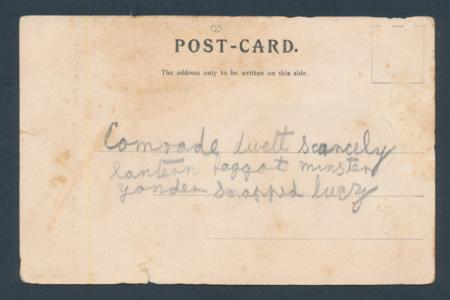 25
POST-CARD.
The address only to be written on this side.
Comrade dwelt scarcely
lantern faggot minster
yonder snapped lucy